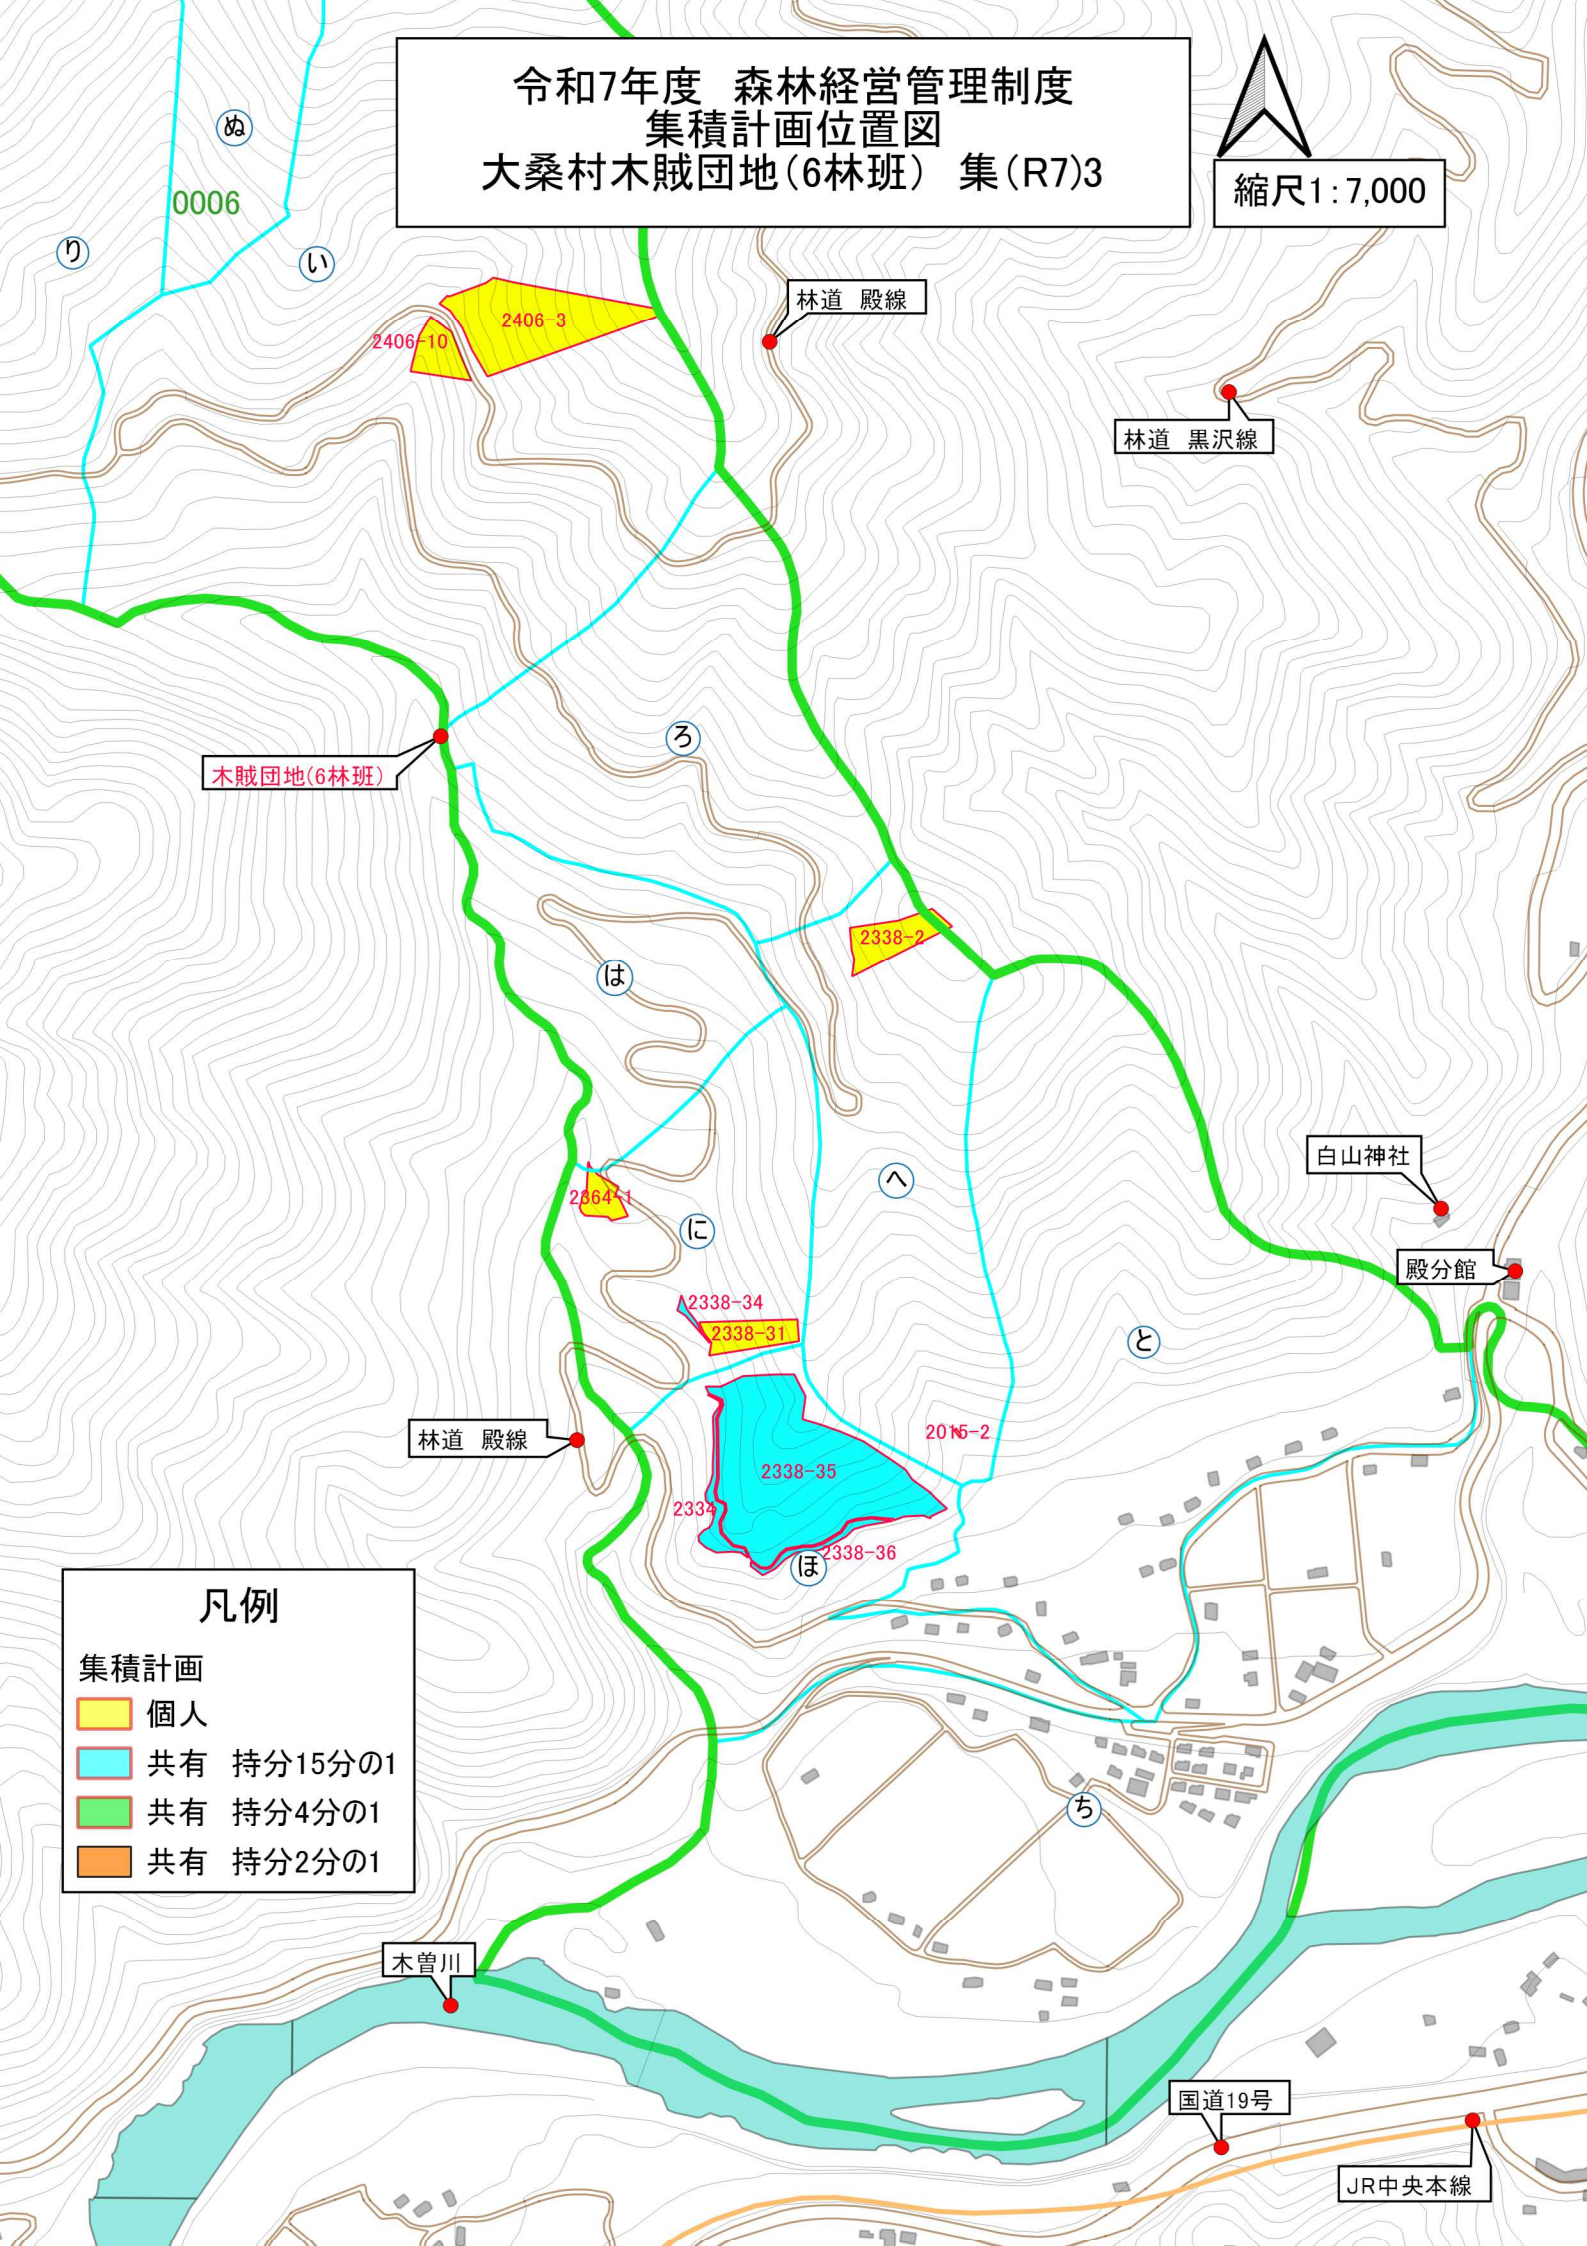 令和7年度　森林経営管理制度
集積計画位置図
大桑村木賊団地（6林班）　集（R7）3
縮尺1：7,000
ぬ
0006
り
い
林道　殿線
2406-3
2406-10
林道　黒沢線
ろ
木賊団地（6林班）
2338-2
は
白山神社
へ
2364-1
に
殿分館
2338-34
2338-31
と
林道　殿線
2015-2
2338-35
2334
2338-36
ほ
凡例
集積計画
個人
共有　持分15分の1
共有　持分4分の1
共有　持分2分の1
ち
木曽川
国道19号
JR中央本線